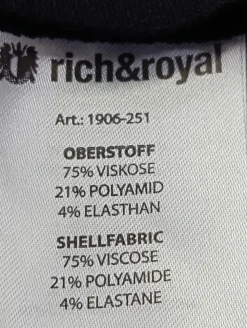 rich&royal
Art.: 1906-251
OBERSTOFF
75% VISKOSE
21% POLYAMID
4% ELASTHAN
SHELLFABRIC
75% VISCOSE
21% POLYAMIDE
4% ELASTANE